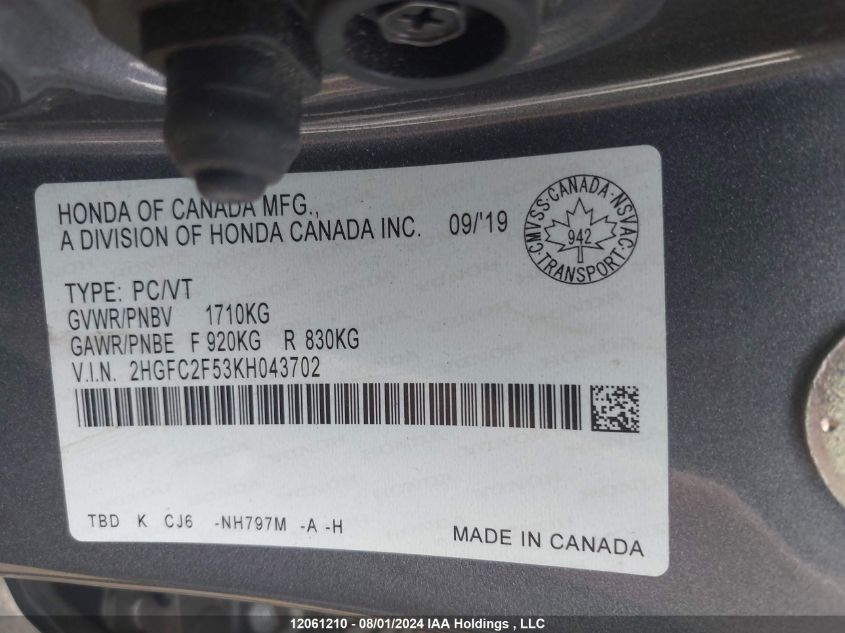 HONDA OF CANADA MFG.,
A DIVISION OF HONDA CANADA INC. 09/'19
CMVSS·CANADA·NSVAC·TRANSPORT·
942
TYPE: PC/VT
GVWR/PNBV 1710KG
GAWR/PNBE F 920KG R 830KG
V.I.N. 2HGFC2F53KH043702
TBD K CJ6 -NH797M -A -H
MADE IN CANADA
12061210 - 08/01/2024 IAA Holdings , LLC